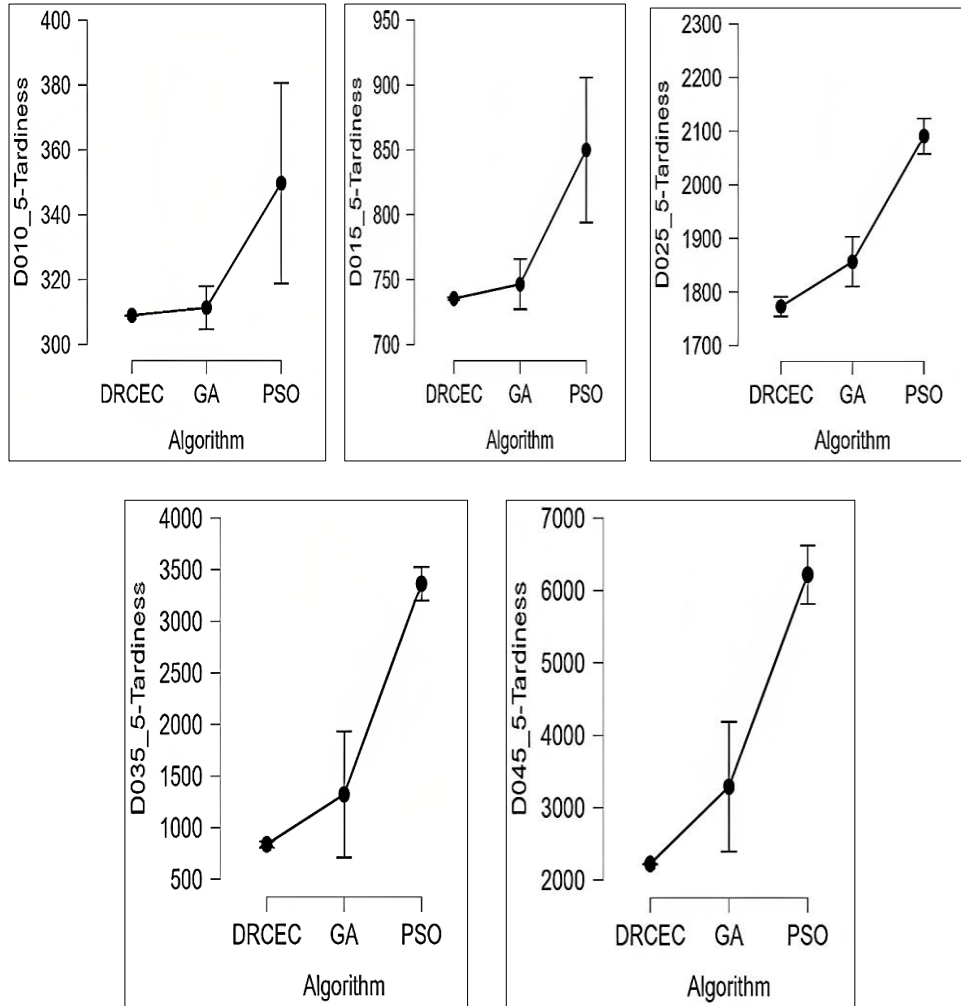 D010_5-Tardiness
400
380
360
340
320
300
DRCEC GA PSO
Algorithm
D015_5-Tardiness
950
900
850
800
750
700
DRCEC GA PSO
Algorithm
D025_5-Tardiness
2300
2200
2100
2000
1900
1800
1700
DRCEC GA PSO
Algorithm
D035_5-Tardiness
4000
3500
3000
2500
2000
1500
1000
500
DRCEC GA PSO
Algorithm
D045_5-Tardiness
7000
6000
5000
4000
3000
2000
DRCEC GA PSO
Algorithm